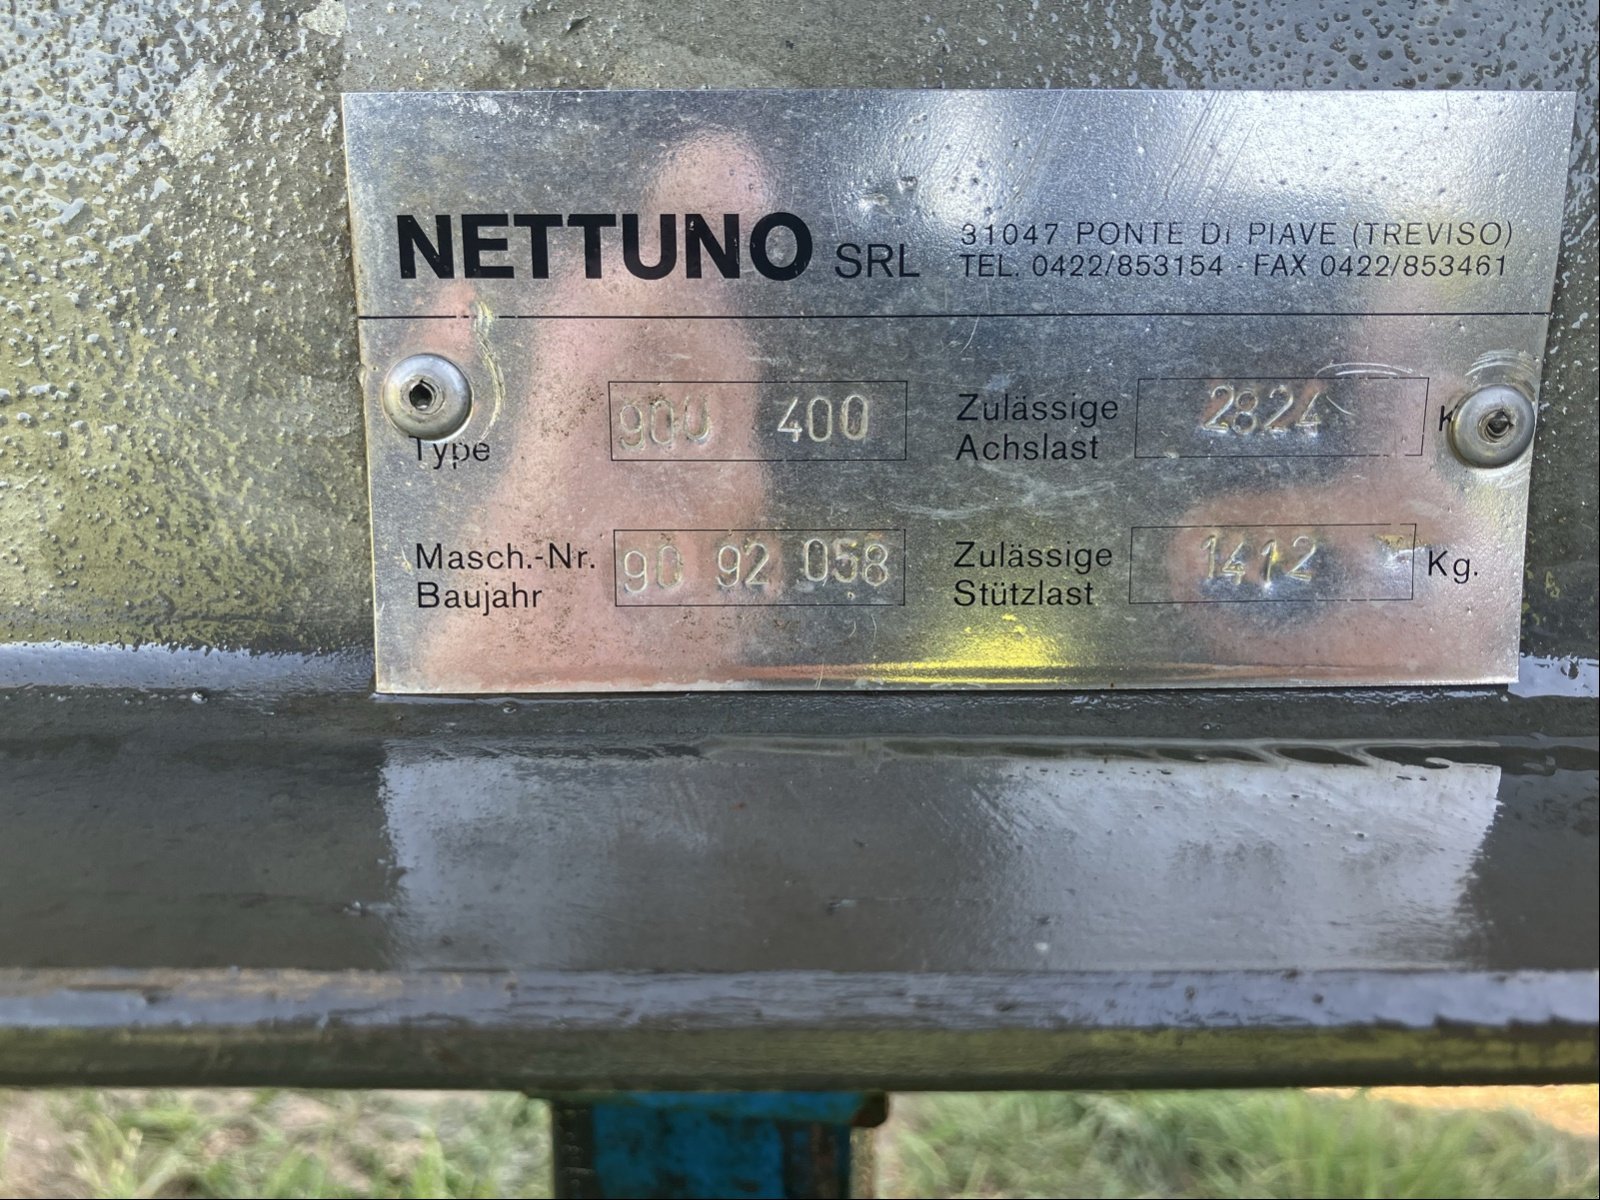 NETTUNO SRL
31047 PONTE DI PIAVE (TREVISO)
TEL. 0422/853154 - FAX 0422/853461
Type 900 400
Zulässige Achslast 2824
Masch.-Nr. Baujahr 90 92 058
Zulässige Stützlast 1412 Kg.